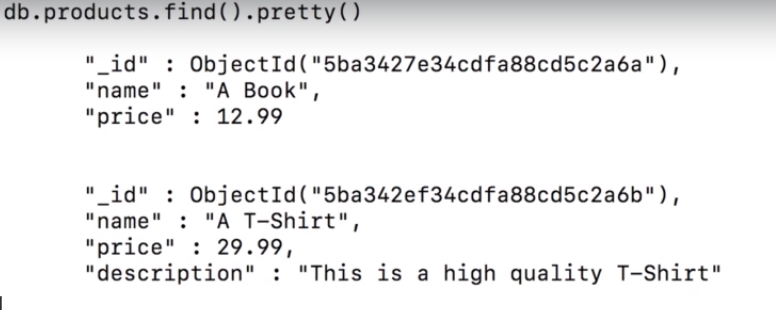 db.products.find().pretty()
"_id" : ObjectId("5ba3427e34cdfa88cd5c2a6a"),
"name" : "A Book",
"price" : 12.99
"_id" : ObjectId("5ba342ef34cdfa88cd5c2a6b"),
"name" : "A T-Shirt",
"price" : 29.99,
"description" : "This is a high quality T-Shirt"